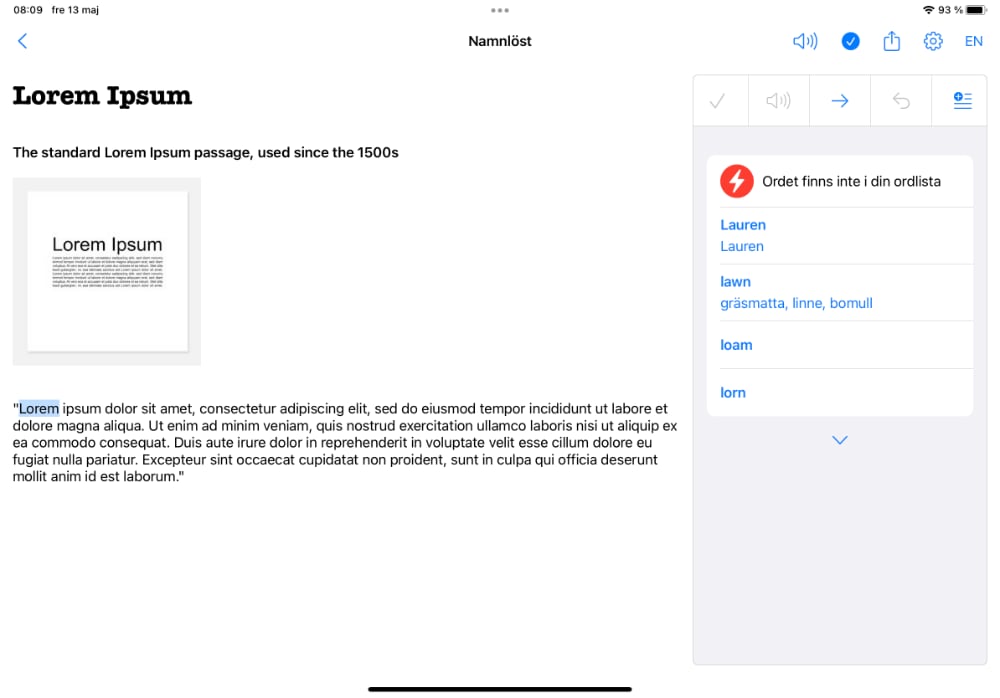 08:09 fre 13 maj
93 %
Namnlöst
EN
Lorem Ipsum
The standard Lorem Ipsum passage, used since the 1500s
Lorem Ipsum
"Lorem ipsum dolor sit amet, consectetur adipiscing elit, sed do eiusmod tempor incididunt ut labore et
dolore magna aliqua. Ut enim ad minim veniam, quis nostrud exercitation ullamco laboris nisi ut aliquip ex
ea commodo consequat. Duis aute irure dolor in reprehenderit in voluptate velit esse cillum dolore eu
fugiat nulla pariatur. Excepteur sint occaecat cupidatat non proident, sunt in culpa qui officia deserunt
mollit anim id est laborum."
Ordet finns inte i din ordlista
Lauren
Lauren
lawn
gräsmatta, linne, bomull
loam
lorn